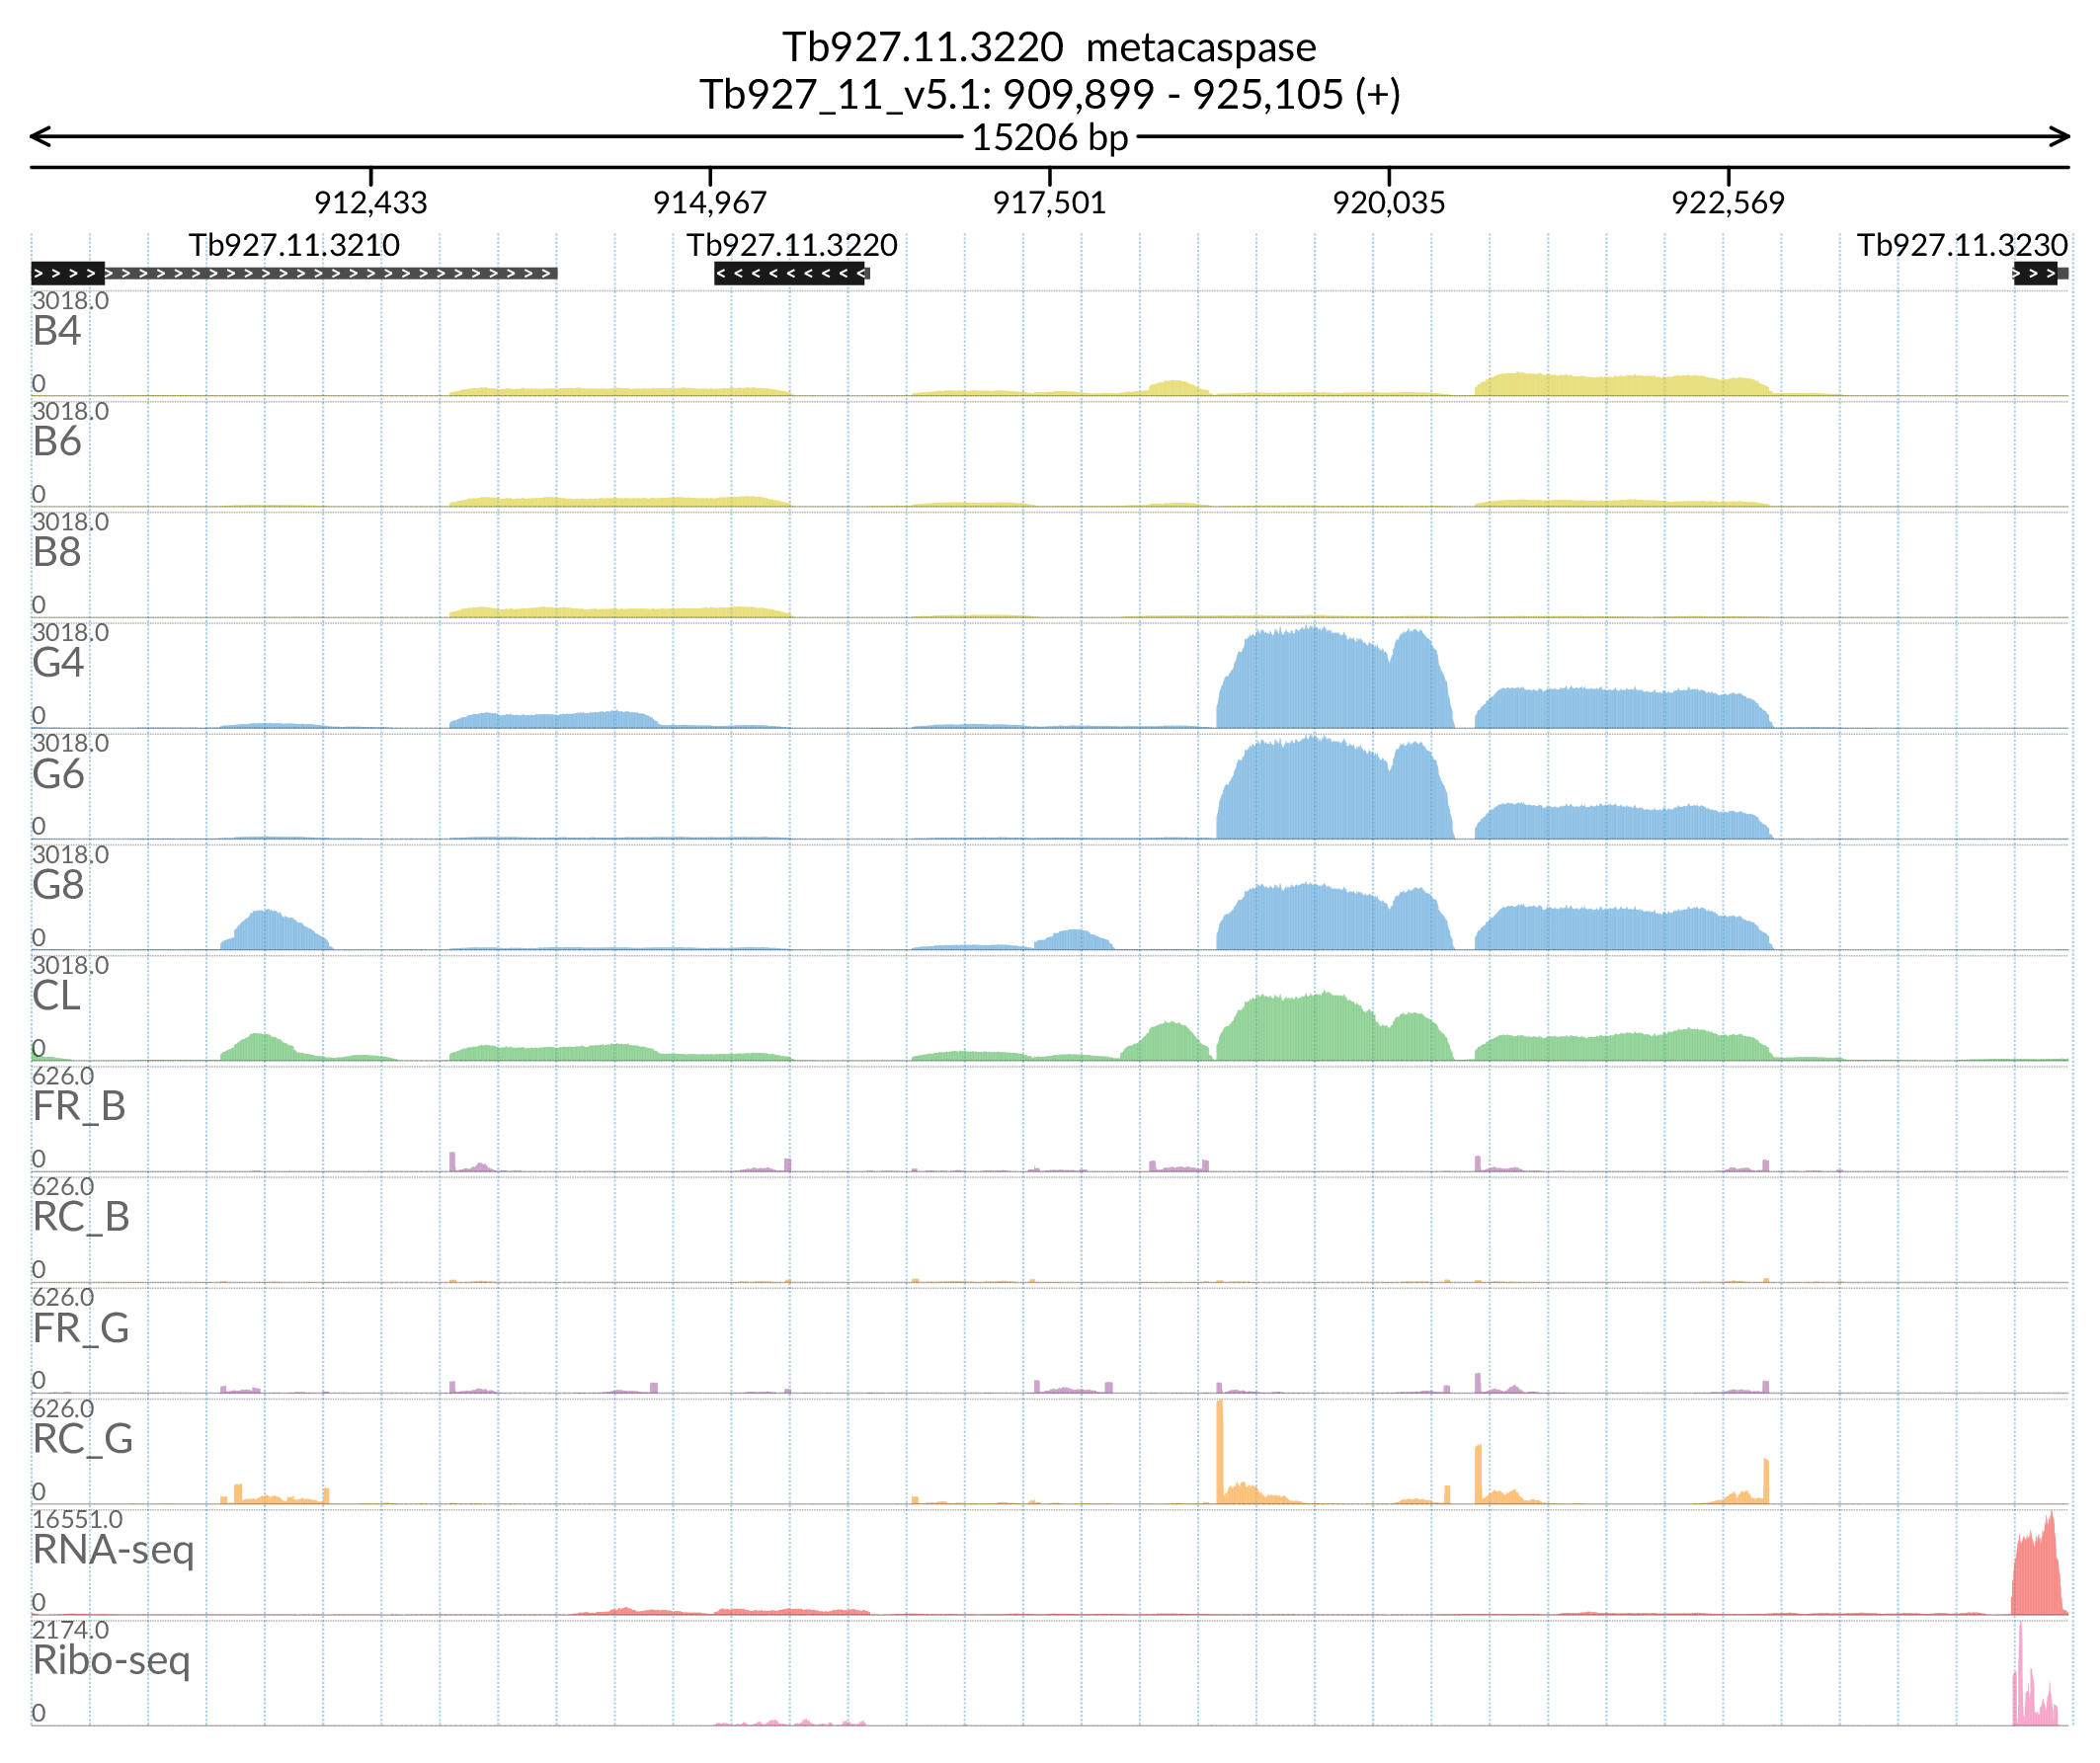 Tb927.11.3220 metacaspase
Tb927_11_v5.1: 909,899 - 925,105 (+)
15206 bp
912,433 914,967 917,501 920,035 922,569
Tb927.11.3210 Tb927.11.3220 Tb927.11.3230
3018.0
B4
0
3018.0
B6
0
3018.0
B8
0
3018.0
G4
0
3018.0
G6
0
3018.0
G8
0
3018.0
CL
0
626.0
FR_B
0
626.0
RC_B
0
626.0
FR_G
0
626.0
RC_G
0
16551.0
RNA-seq
0
2174.0
Ribo-seq
0